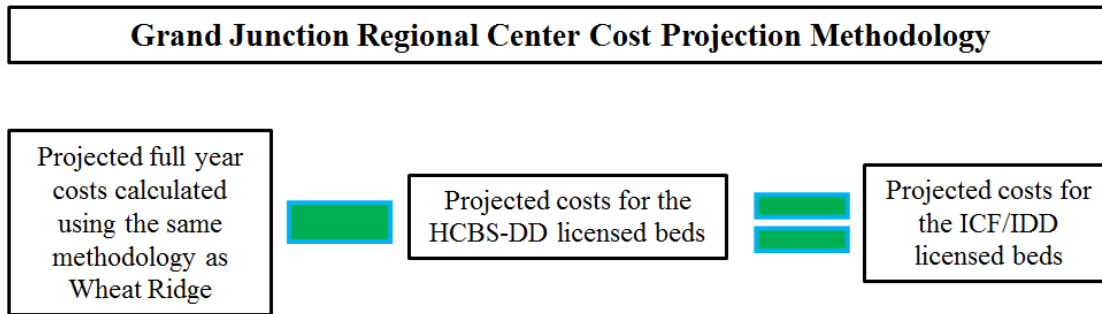 Grand Junction Regional Center Cost Projection Methodology
Projected full year
costs calculated
using the same
methodology as
Wheat Ridge
Projected costs for the
HCBS-DD licensed beds
Projected costs for
the ICF/IDD
licensed beds